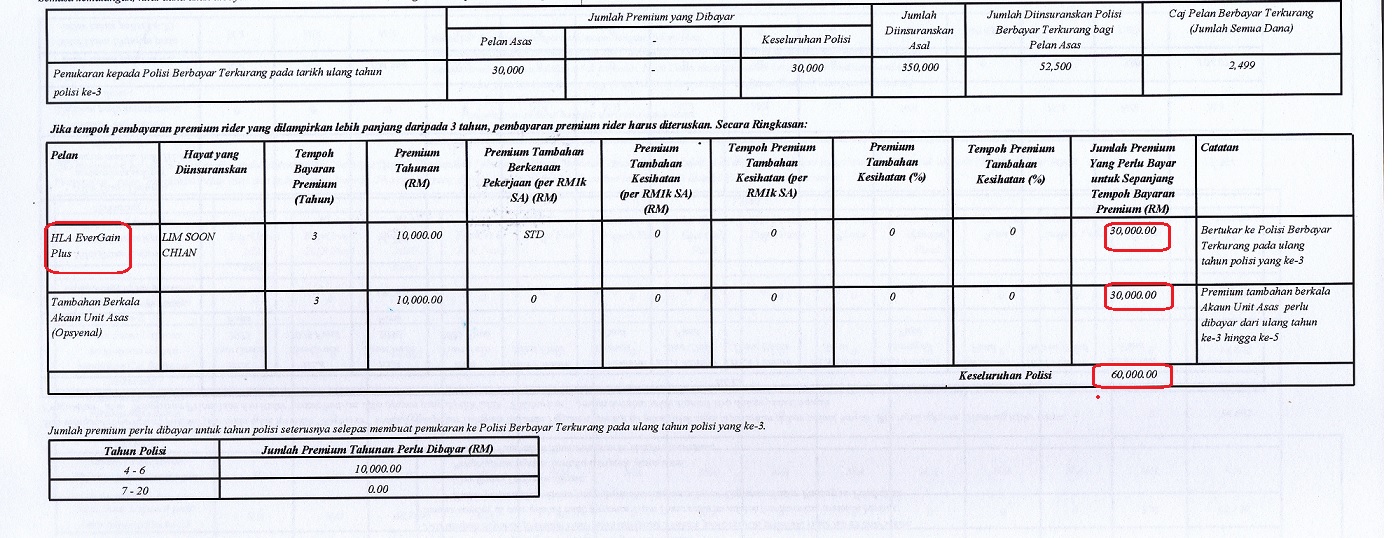 Jumlah Premium yang Dibayar
Jumlah
Diinsuranskan
Asal
Jumlah Diinsuranskan Polisi
Berbayar Terkurang bagi
Pelan Asas
Caj Pelan Berbayar Terkurang
(Jumlah Semua Dana)
Pelan Asas
-
Keseluruhan Polisi
Penukaran kepada Polisi Berbayar Terkurang pada tarikh ulang tahun
polisi ke-3
30,000
-
30,000
350,000
52,500
2,499
Jika tempoh pembayaran premium rider yang dilampirkan lebih panjang daripada 3 tahun, pembayaran premium rider harus diteruskan. Secara Ringkasan:
Pelan
Hayat yang
Diinsuranskan
Tempoh
Bayaran
Premium
(Tahun)
Premium
Tahunan
(RM)
Premium Tambahan
Berkenaan
Pekerjaan (per RM1k
SA) (RM)
Premium
Tambahan
Kesihatan
(per RM1k SA)
(RM)
Tempoh Premium
Tambahan
Kesihatan (per
RM1k SA)
Premium
Tambahan
Kesihatan (%)
Tempoh Premium
Tambahan
Kesihatan (%)
Jumlah Premium
Yang Perlu Bayar
untuk Sepanjang
Tempoh Bayaran
Premium (RM)
Catatan
HLA EverGain
Plus
LIM SOON
CHIAN
3
10,000.00
STD
0
0
0
0
30,000.00
Bertukar ke Polisi Berbayar
Terkurang pada ulang
tahun polisi yang ke-3
Tambahan Berkala
Akaun Unit Asas
(Opsyenal)
3
10,000.00
0
0
0
0
0
30,000.00
Premium tambahan berkala
Akaun Unit Asas perlu
dibayar dari ulang tahun
ke-3 hingga ke-5
Keseluruhan Polisi
60,000.00
Jumlah premium perlu dibayar untuk tahun polisi seterusnya selepas membuat penukaran ke Polisi Berbayar Terkurang pada ulang tahun polisi yang ke-3.
Tahun Polisi
Jumlah Premium Tahunan Perlu Dibayar (RM)
4 - 6
10,000.00
7 - 20
0.00